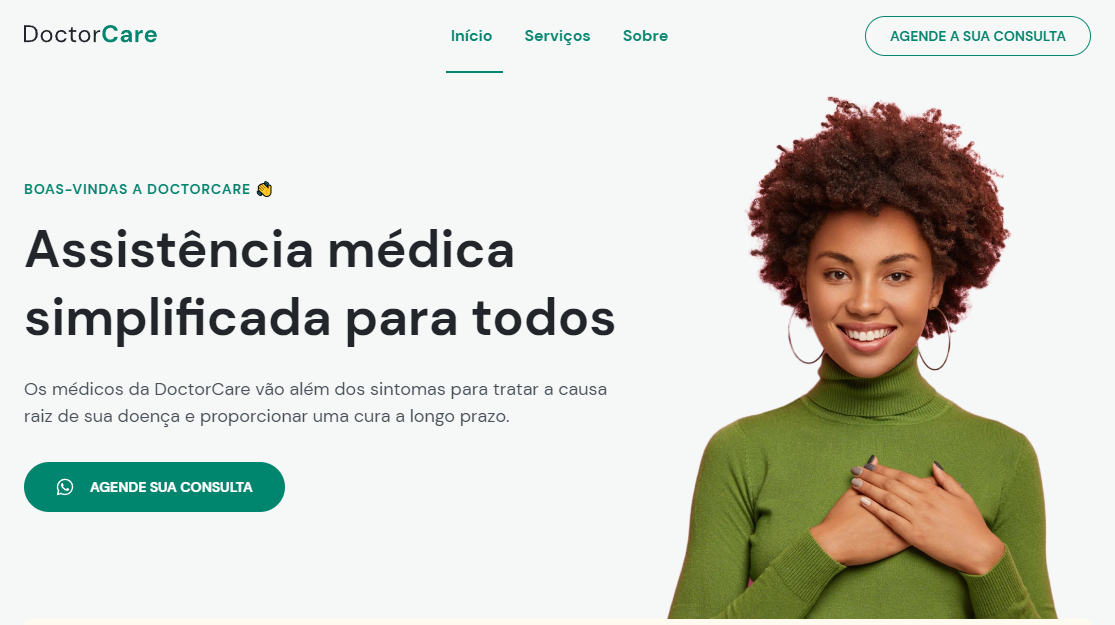 DoctorCare
Início
Serviços
Sobre
AGENDE A SUA CONSULTA
BOAS-VINDAS A DOCTORCARE 👋
Assistência médica
simplificada para todos
Os médicos da DoctorCare vão além dos sintomas para tratar a causa
raiz de sua doença e proporcionar uma cura a longo prazo.
AGENDE SUA CONSULTA